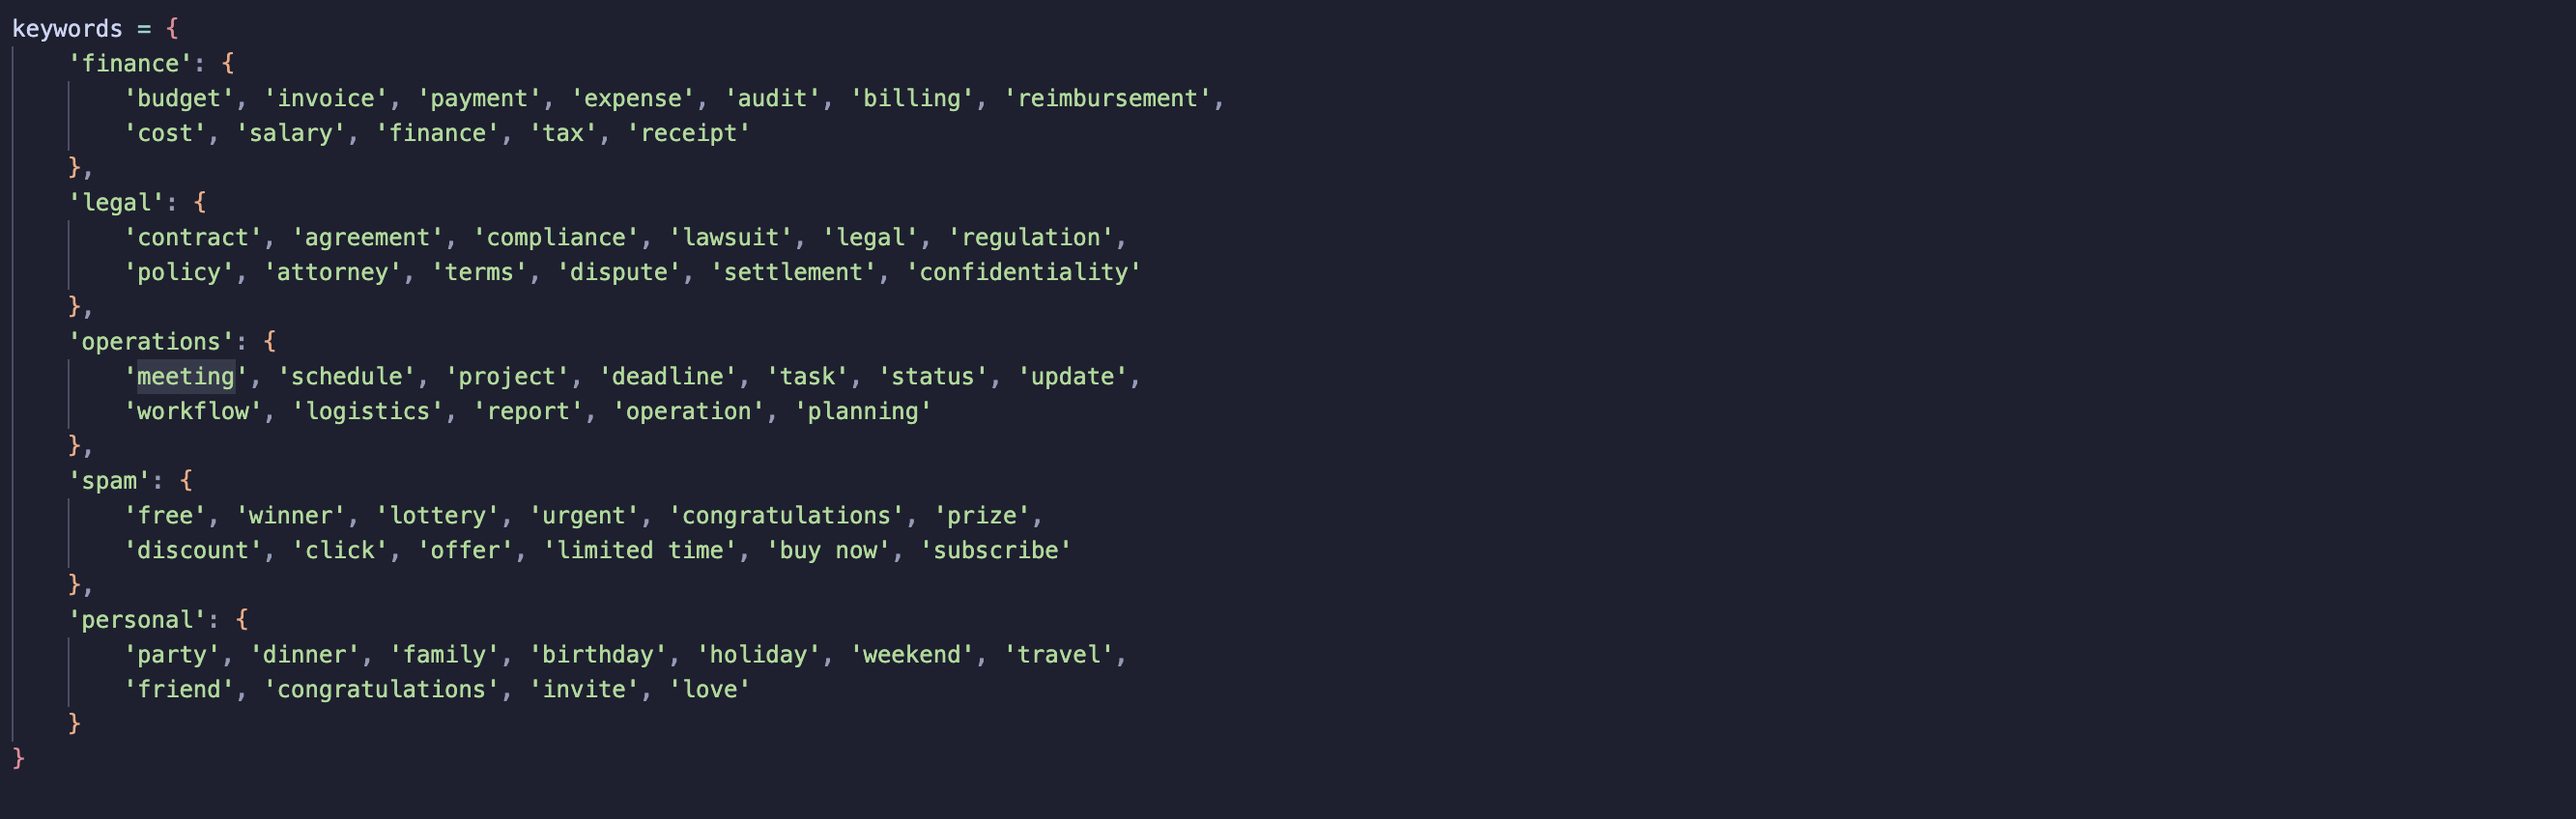 keywords = {
    'finance': {
        'budget', 'invoice', 'payment', 'expense', 'audit', 'billing', 'reimbursement',
        'cost', 'salary', 'finance', 'tax', 'receipt'
    },
    'legal': {
        'contract', 'agreement', 'compliance', 'lawsuit', 'legal', 'regulation',
        'policy', 'attorney', 'terms', 'dispute', 'settlement', 'confidentiality'
    },
    'operations': {
        'meeting', 'schedule', 'project', 'deadline', 'task', 'status', 'update',
        'workflow', 'logistics', 'report', 'operation', 'planning'
    },
    'spam': {
        'free', 'winner', 'lottery', 'urgent', 'congratulations', 'prize',
        'discount', 'click', 'offer', 'limited time', 'buy now', 'subscribe'
    },
    'personal': {
        'party', 'dinner', 'family', 'birthday', 'holiday', 'weekend', 'travel',
        'friend', 'congratulations', 'invite', 'love'
    }
}